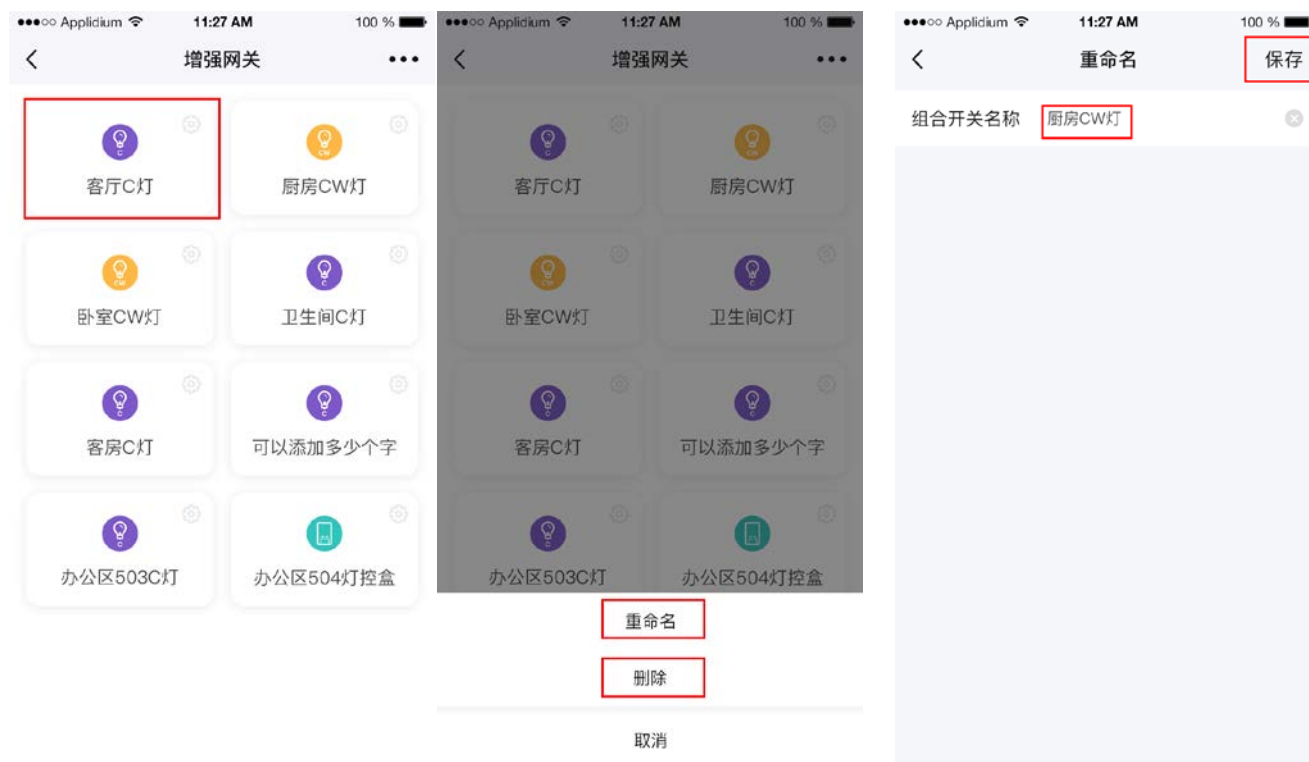 Applidium 11:27 AM 100 %
增强网关
客厅C灯 厨房CW灯
卧室CW灯 卫生间C灯
客房C灯 可以添加多少个字
办公区503C灯 办公区504灯控盒
Applidium 11:27 AM 100 %
增强网关
客厅C灯 厨房CW灯
卧室CW灯 卫生间C灯
客房C灯 可以添加多少个字
办公区503C灯 办公区504灯控盒
重命名
删除
取消
Applidium 11:27 AM 100 %
重命名 保存
组合开关名称 厨房CW灯